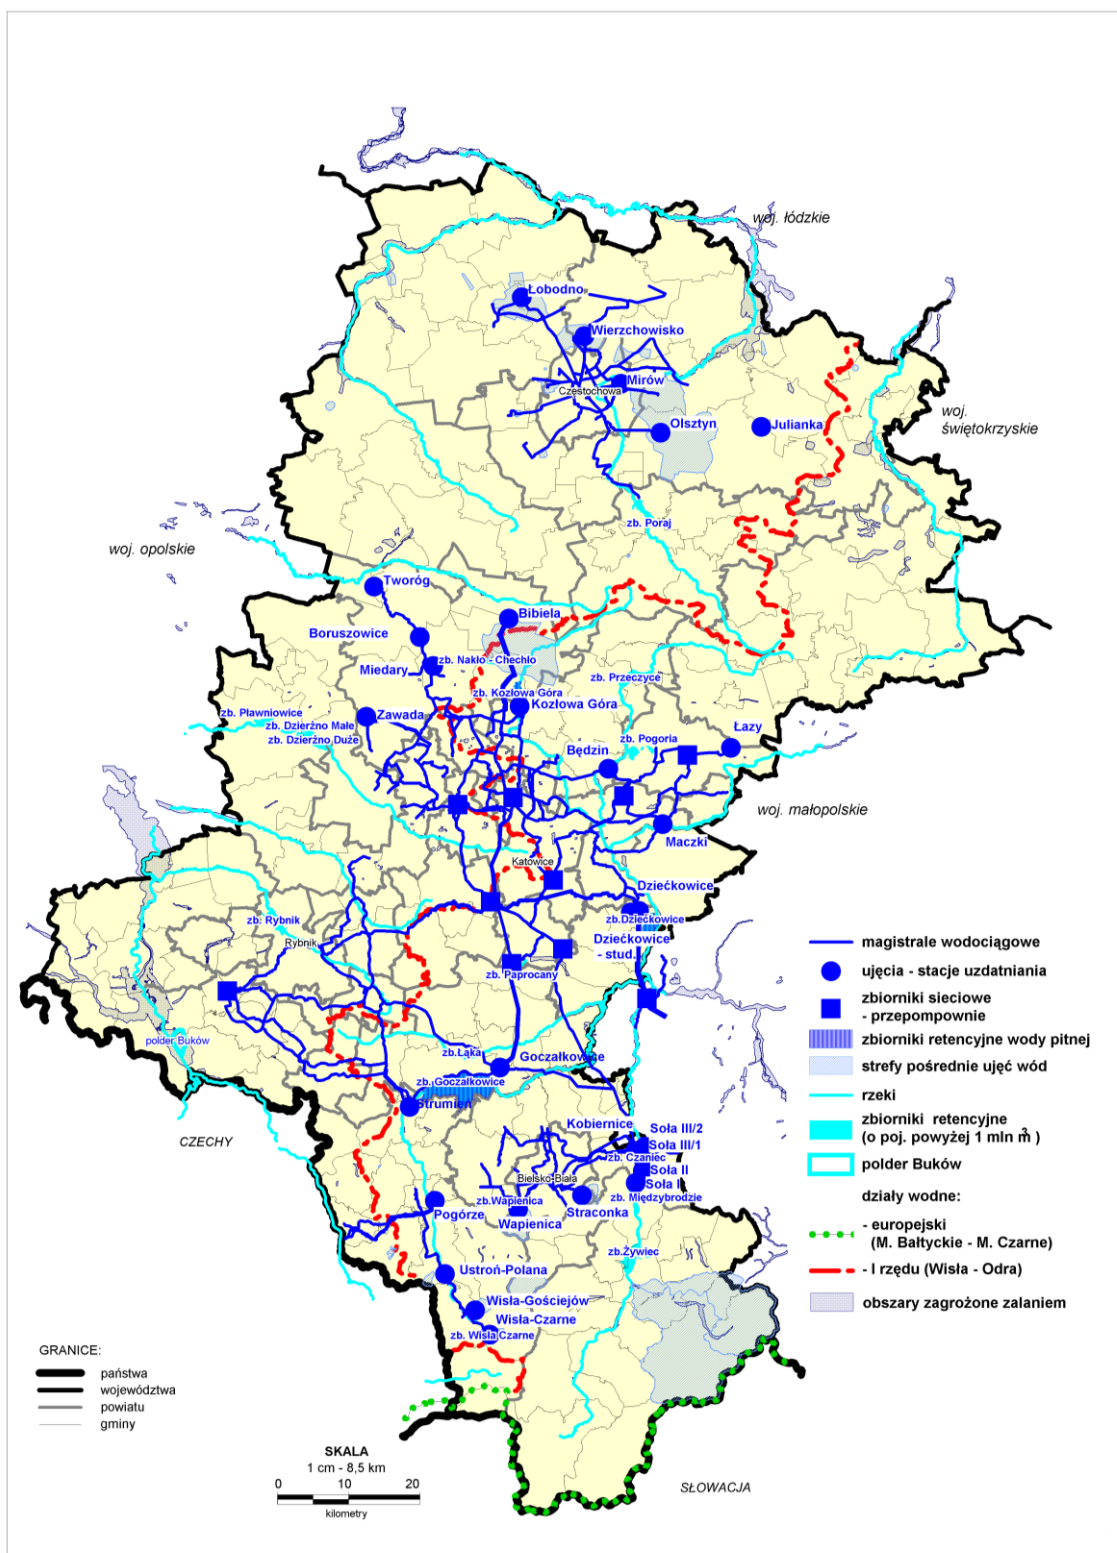 woj. łódzkie
Łobodno
Wierzchowisko
Mirów
Częstochowa
Olsztyn
Julianka
woj.
świętokrzyskie
zb. Poraj
woj. opolskie
Tworóg
Bibiela
Boruszowice
Miedary
zb. Nakło - Chechło
zb. Przeczyce
zb. Kozłowa Góra
Kozłowa Góra
zb. Pławniowice
zb. Dzierżno Małe
zb. Dzierżno Duże
Zawada
zb. Pogoria
Łazy
Będzin
woj. małopolskie
Maczki
Katowice
Dziećkowice
zb.Dziećkowice
Dziećkowice
- stud.
zb. Rybnik
Rybnik
zb. Paprocany
polder Buków
zb.Łąka
Goczałkowice
zb. Goczałkowice
Strumień
CZECHY
Kobiernice
Soła III/2
Soła III/1
zb. Czaniec
Soła II
Soła I
Bielsko-Biała
zb. Międzybrodzie
zb.Wapienica
Straconka
Pogórze
Wapienica
zb.Żywiec
Ustroń-Polana
Wisła-Gościejów
Wisła-Czarne
zb. Wisła Czarne
SŁOWACJA
magistrale wodociągowe
ujęcia - stacje uzdatniania
zbiorniki sieciowe
- przepompownie
zbiorniki retencyjne wody pitnej
strefy pośrednie ujęć wód
rzeki
zbiorniki retencyjne
(o poj. powyżej 1 mln m³ )
polder Buków
działy wodne:
- europejski
(M. Bałtyckie - M. Czarne)
- I rzędu (Wisła - Odra)
obszary zagrożone zalaniem
GRANICE:
państwa
województwa
powiatu
gminy
SKALA
1 cm - 8,5 km
0 10 20
kilometry